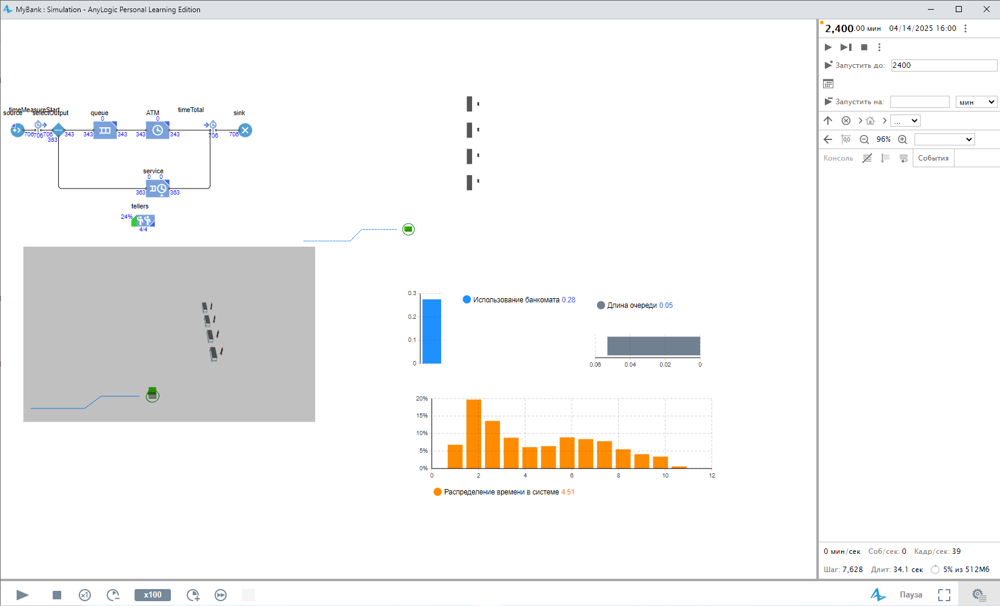 MyBank : Simulation - AnyLogic Personal Learning Edition
2,400.00 мин 04/14/2025 16:00
Запустить до: 2400
Запустить на: мин
...
96%
Консоль События
source timeMeasureStart selectOutput queue ATM timeTotal sink
0 0
706 706 706 343 343 343 343 343 706 706
363
service
0 0
363 363
tellers
24%
4/4
0.3
0.2
0.1
0
Использование банкомата 0.28
Длина очереди 0.05
0.06 0.04 0.02 0
20%
15%
10%
5%
0%
0 2 4 6 8 10 12
Распределение времени в системе 4.51
0 мин/сек Соб/сек: 0 Кадр/сек: 39
Шаг: 7,628 Длит: 34.1 сек 5% из 512М6
x1 x100 Пауза